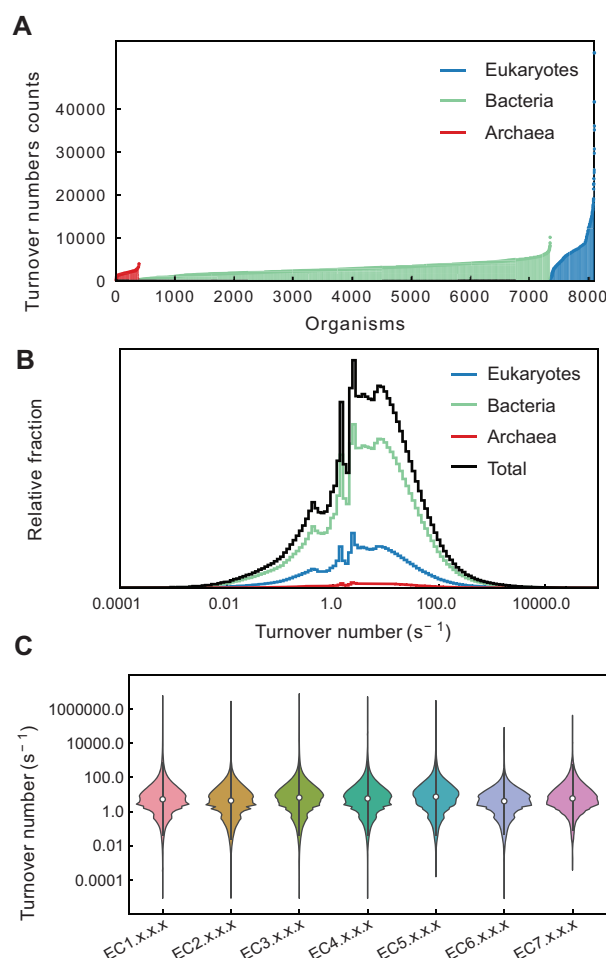 A
Turnover numbers counts
40000
30000
20000
10000
0
Eukaryotes
Bacteria
Archaea
0 1000 2000 3000 4000 5000 6000 7000 8000
Organisms
B
Relative fraction
Eukaryotes
Bacteria
Archaea
Total
0.0001 0.01 1.0 100.0 10000.0
Turnover number (s⁻¹)
C
Turnover number (s⁻¹)
1000000.0
10000.0
100.0
1.0
0.01
0.0001
EC1.x.x.x EC2.x.x.x EC3.x.x.x EC4.x.x.x EC5.x.x.x EC6.x.x.x EC7.x.x.x